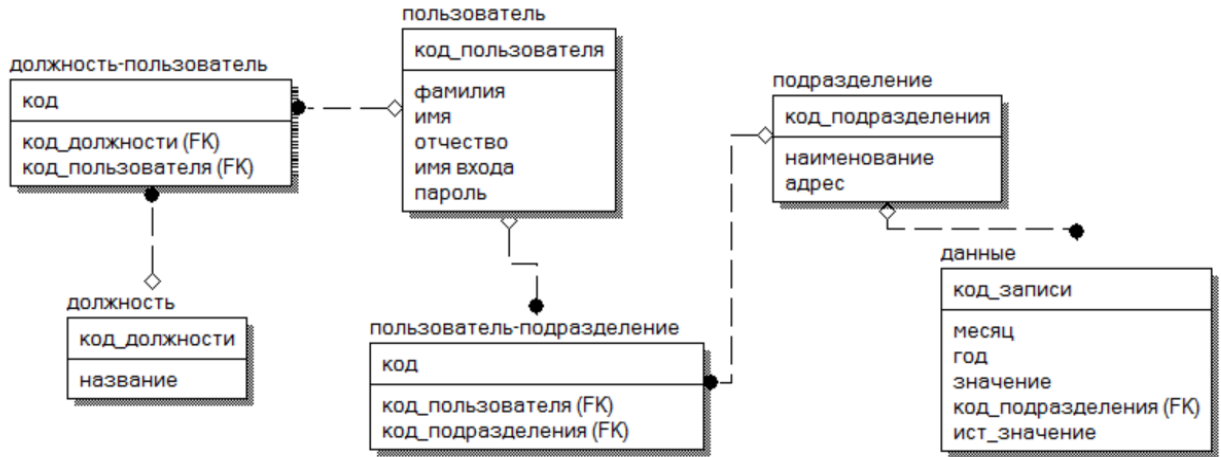 пользователь
код_пользователя
фамилия
имя
отчество
имя входа
пароль
должность-пользователь
код
код_должности (FK)
код_пользователя (FK)
должность
код_должности
название
пользователь-подразделение
код
код_пользователя (FK)
код_подразделения (FK)
подразделение
код_подразделения
наименование
адрес
данные
код_записи
месяц
год
значение
код_подразделения (FK)
ист_значение